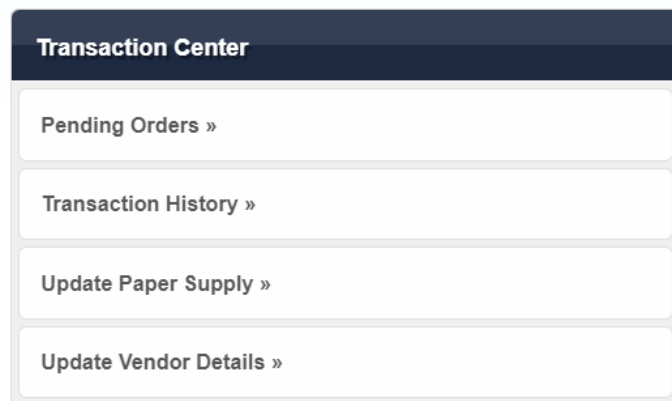 Transaction Center
Pending Orders »
Transaction History »
Update Paper Supply »
Update Vendor Details »